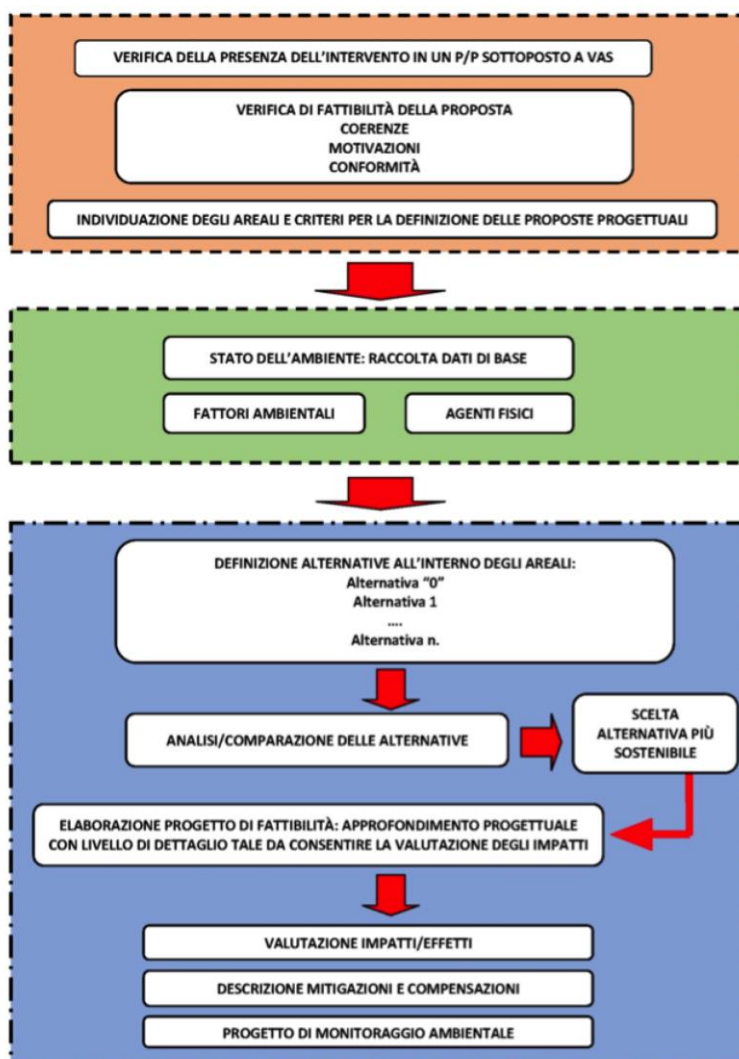 VERIFICA DELLA PRESENZA DELL'INTERVENTO IN UN P/P SOTTOPOSTO A VAS
VERIFICA DI FATTIBILITÀ DELLA PROPOSTA
COERENZE
MOTIVAZIONI
CONFORMITÀ
INDIVIDUAZIONE DEGLI AREALI E CRITERI PER LA DEFINIZIONE DELLE PROPOSTE PROGETTUALI
STATO DELL'AMBIENTE: RACCOLTA DATI DI BASE
FATTORI AMBIENTALI
AGENTI FISICI
DEFINIZIONE ALTERNATIVE ALL'INTERNO DEGLI AREALI:
Alternativa "0"
Alternativa 1
....
Alternativa n.
ANALISI/COMPARAZIONE DELLE ALTERNATIVE
SCELTA
ALTERNATIVA PIÙ
SOSTENIBILE
ELABORAZIONE PROGETTO DI FATTIBILITÀ: APPROFONDIMENTO PROGETTUALE
CON LIVELLO DI DETTAGLIO TALE DA CONSENTIRE LA VALUTAZIONE DEGLI IMPATTI
VALUTAZIONE IMPATTI/EFFETTI
DESCRIZIONE MITIGAZIONI E COMPENSAZIONI
PROGETTO DI MONITORAGGIO AMBIENTALE